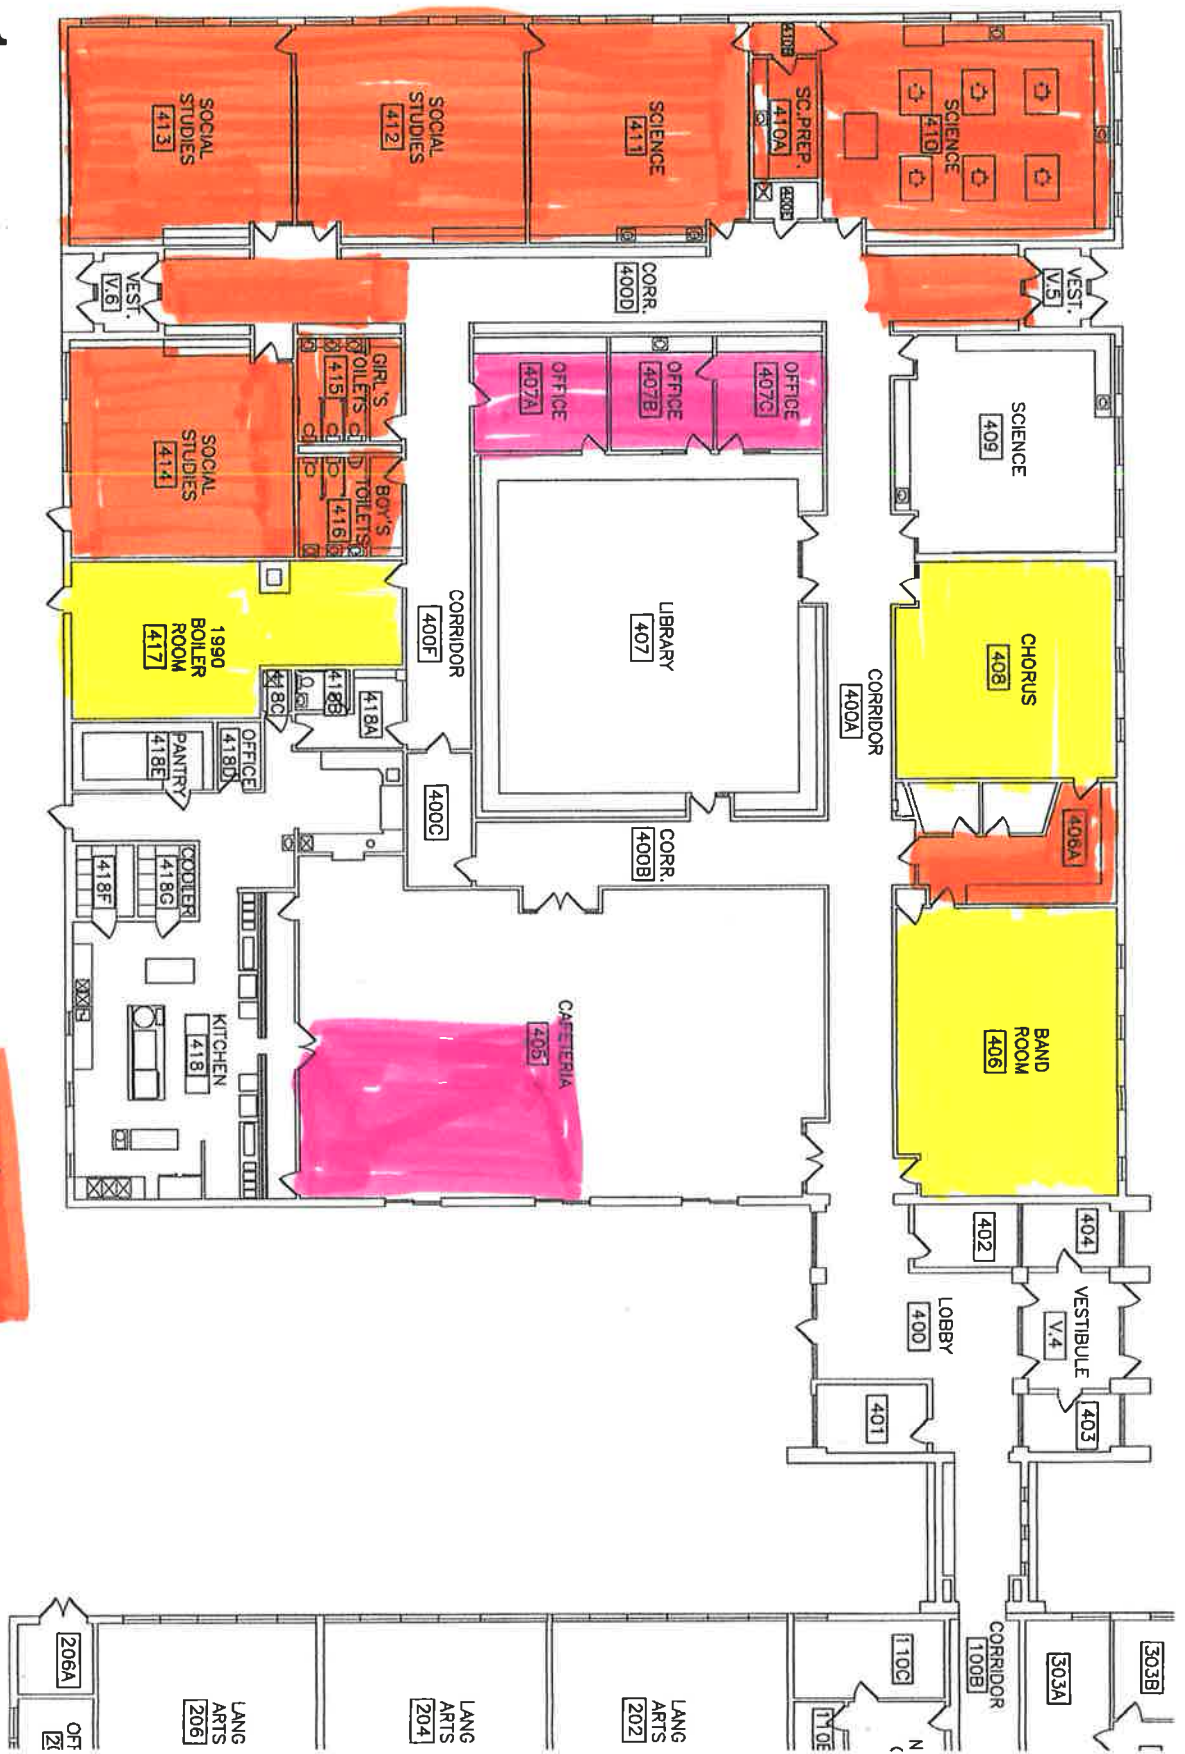 SCIENCE
410
410B
SC.PREP.
410A
400E
SCIENCE
411
SOCIAL
STUDIES
412
SOCIAL
STUDIES
413
VEST.
V.5
CORR.
400D
VEST.
V.6
SCIENCE
409
OFFICE
407C
OFFICE
407B
OFFICE
407A
GIRL'S
TOILETS
415
BOY'S
TOILETS
416
SOCIAL
STUDIES
414
CHORUS
408
CORRIDOR
400A
LIBRARY
407
CORRIDOR
400F
1990
BOILER
ROOM
417
418A
418B
418C
OFFICE
418D
PANTRY
418E
406A
CORR.
400B
400C
COOLER
418G
418F
BAND
ROOM
406
CAFETERIA
405
KITCHEN
418
404
402
VESTIBULE
V.4
LOBBY
400
403
401
303B
303A
CORRIDOR
100B
110C
110E
LANG
ARTS
202
LANG
ARTS
204
LANG
ARTS
206
206A